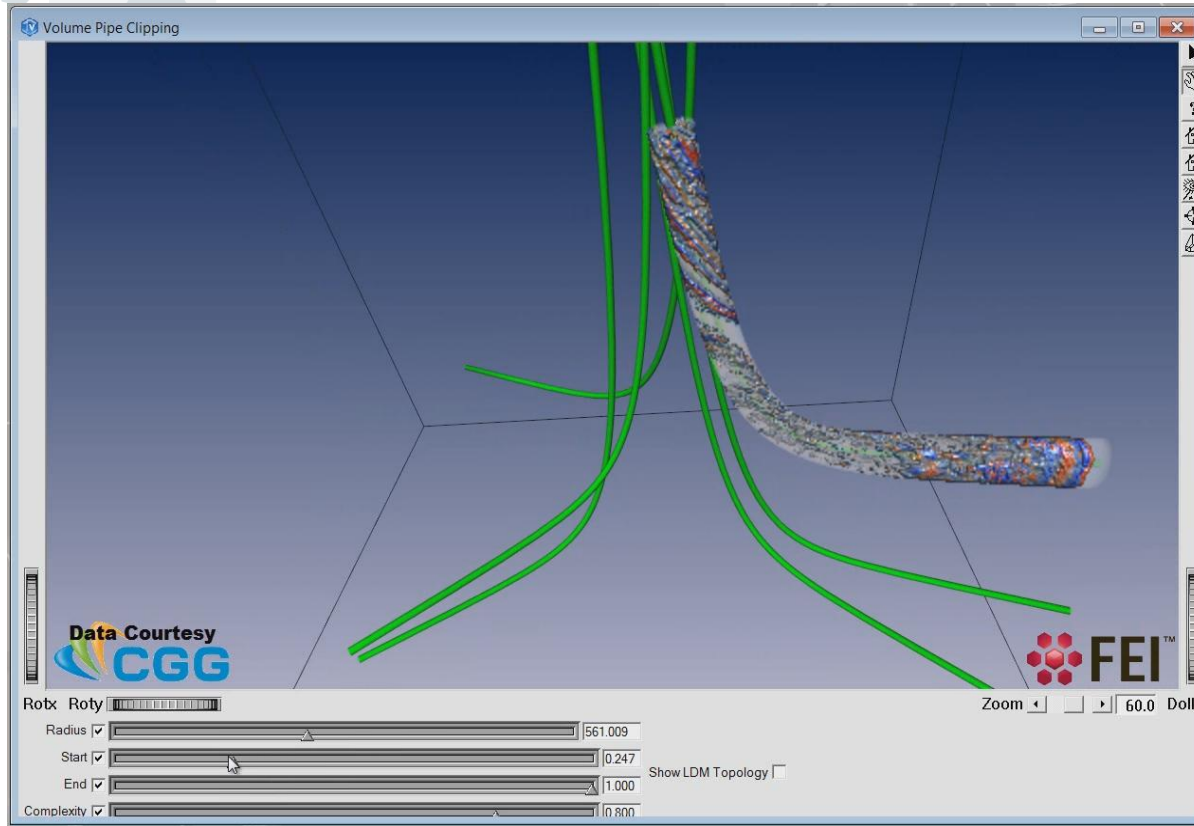 Volume Pipe Clipping
Data Courtesy
CGG
FEI™
Rotx Roty
Zoom 60.0
Radius 561.009
Start 0.247
Show LDM Topology
End 1.000
Complexity 0.800